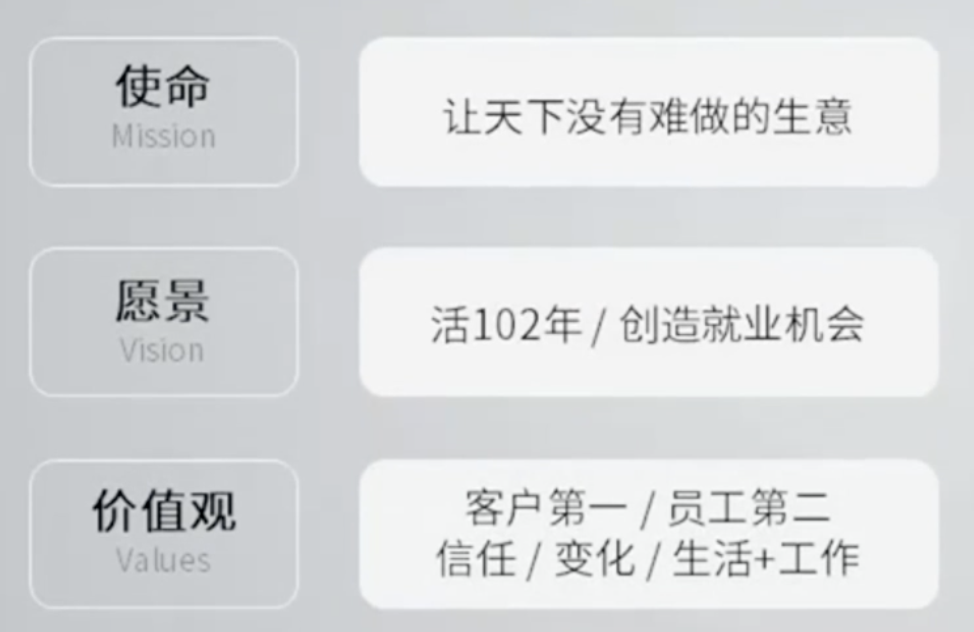 使命
Mission
让天下没有难做的生意
愿景
Vision
活102年 / 创造就业机会
价值观
Values
客户第一 / 员工第二
信任 / 变化 / 生活+工作